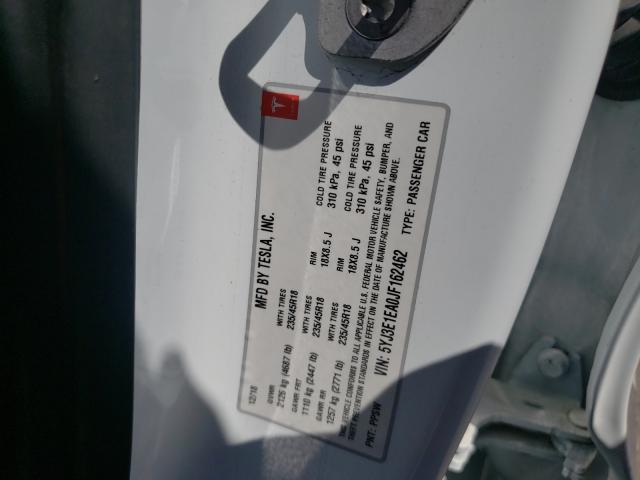 MFD BY TESLA, INC.
12/18
GVWR
2126 kg (4687 lb)
GAWR FRT WITH TIRES RIM COLD TIRE PRESSURE
1110 kg (2447 lb) 235/45R18 18X8.5 J 310 kPa, 45 psi
GAWR RR WITH TIRES RIM COLD TIRE PRESSURE
1257 kg (2771 lb) 235/45R18 18X8.5 J 310 kPa, 45 psi
WITH TIRES
235/45R18
THIS VEHICLE CONFORMS TO ALL APPLICABLE U.S. FEDERAL MOTOR VEHICLE SAFETY, BUMPER, AND
THEFT PREVENTION STANDARDS IN EFFECT ON THE DATE OF MANUFACTURE SHOWN ABOVE.
VIN: 5YJ3E1EA0JF162462 TYPE: PASSENGER CAR
PNT: PPSW